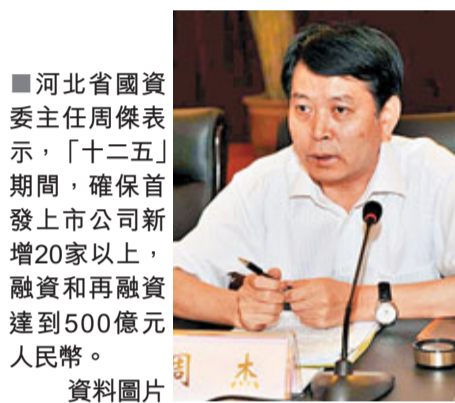 ■河北省國資
委主任周傑表
示，「十二五」
期間，確保首
發上市公司新
增20家以上，
融資和再融資
達到500億元
人民幣。
資料圖片
周 杰